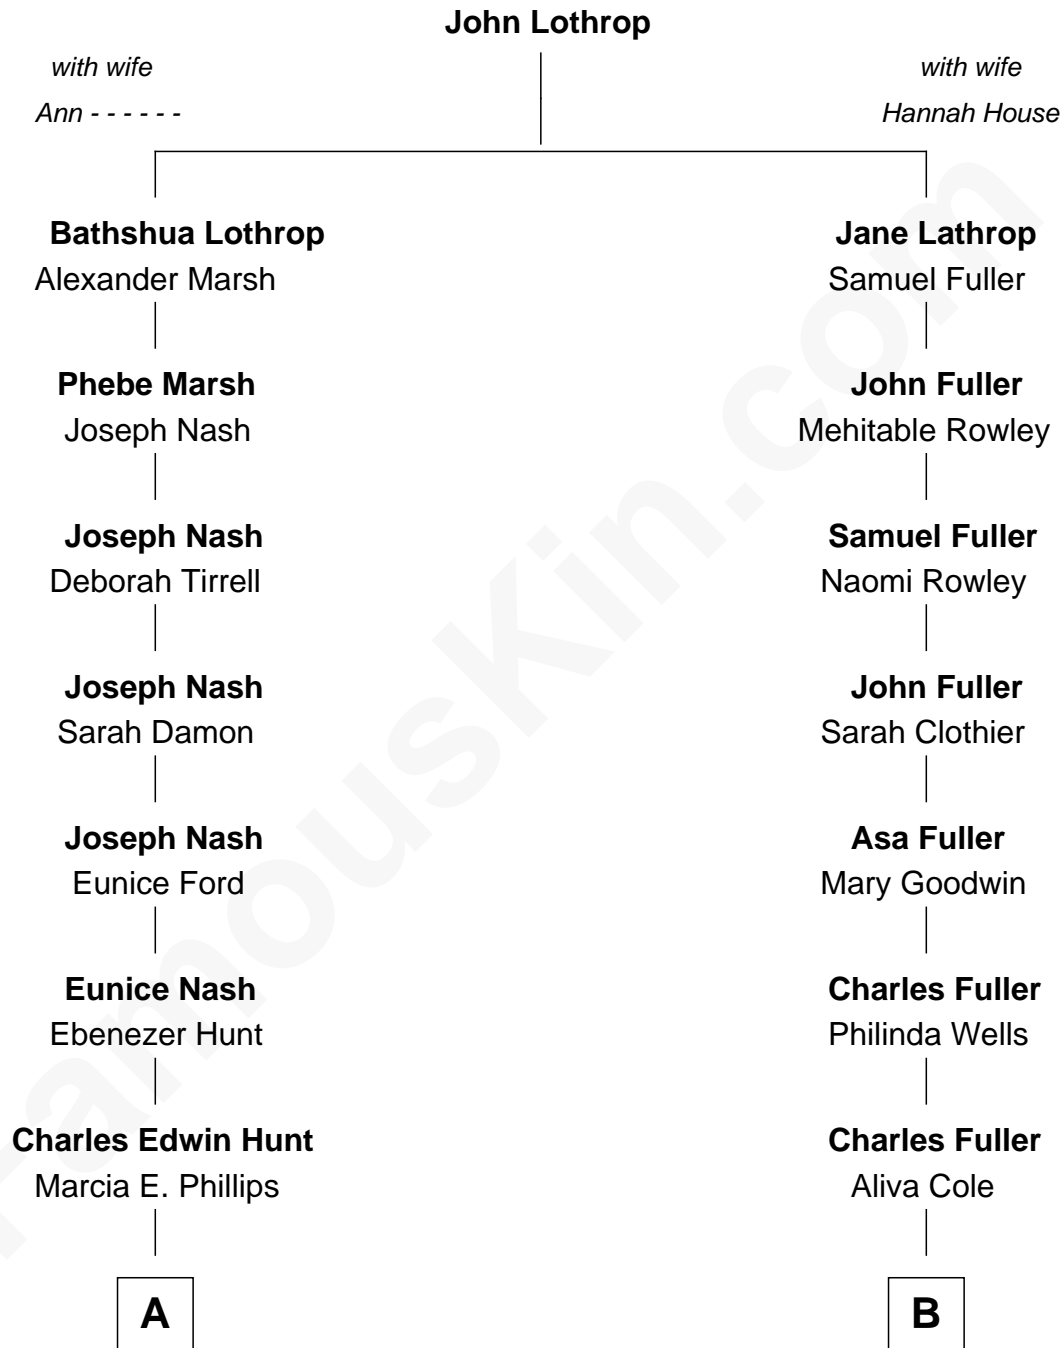 John Lothrop
with wife
Ann - - - - - -
with wife
Hannah House
Bathshua Lothrop
Alexander Marsh
Jane Lathrop
Samuel Fuller
Phebe Marsh
Joseph Nash
John Fuller
Mehitable Rowley
Joseph Nash
Deborah Tirrell
Samuel Fuller
Naomi Rowley
Joseph Nash
Sarah Damon
John Fuller
Sarah Clothier
Joseph Nash
Eunice Ford
Asa Fuller
Mary Goodwin
Eunice Nash
Ebenezer Hunt
Charles Fuller
Philinda Wells
Charles Edwin Hunt
Marcia E. Phillips
Charles Fuller
Aliva Cole
A
B
FamousKin.com